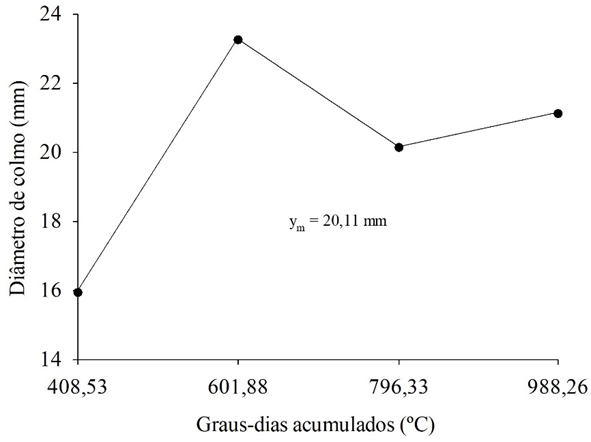 24
22
20
18
16
14
Diâmetro de colmo (mm)
ym = 20,11 mm
408,53 601,88 796,33 988,26
Graus-dias acumulados (ºC)